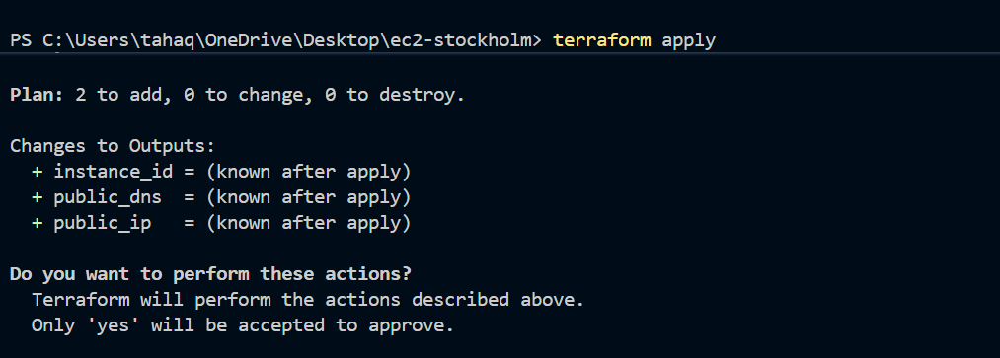 PS C:\Users\tahaq\OneDrive\Desktop\ec2-stockholm> terraform apply
Plan: 2 to add, 0 to change, 0 to destroy.
Changes to Outputs:
  + instance_id = (known after apply)
  + public_dns  = (known after apply)
  + public_ip   = (known after apply)
Do you want to perform these actions?
  Terraform will perform the actions described above.
  Only 'yes' will be accepted to approve.